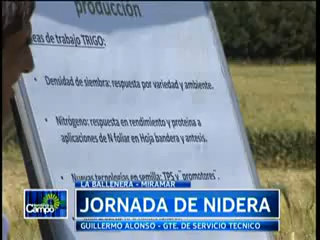 producción
eas de trabajo TRIGO:
• Densidad de siembra: respuesta por variedad y ambiente.
• Nitrógeno: respuesta en rendimiento y proteina a
aplicaciones de N foliar en Hoja bandera y antesis.
• Nuevas tecnologías en semilla: TPS y "promotores".
LA BALLENERA - MIRAMAR
JORNADA DE NIDERA
GUILLERMO ALONSO - GTE. DE SERVICIO TECNICO
Campo